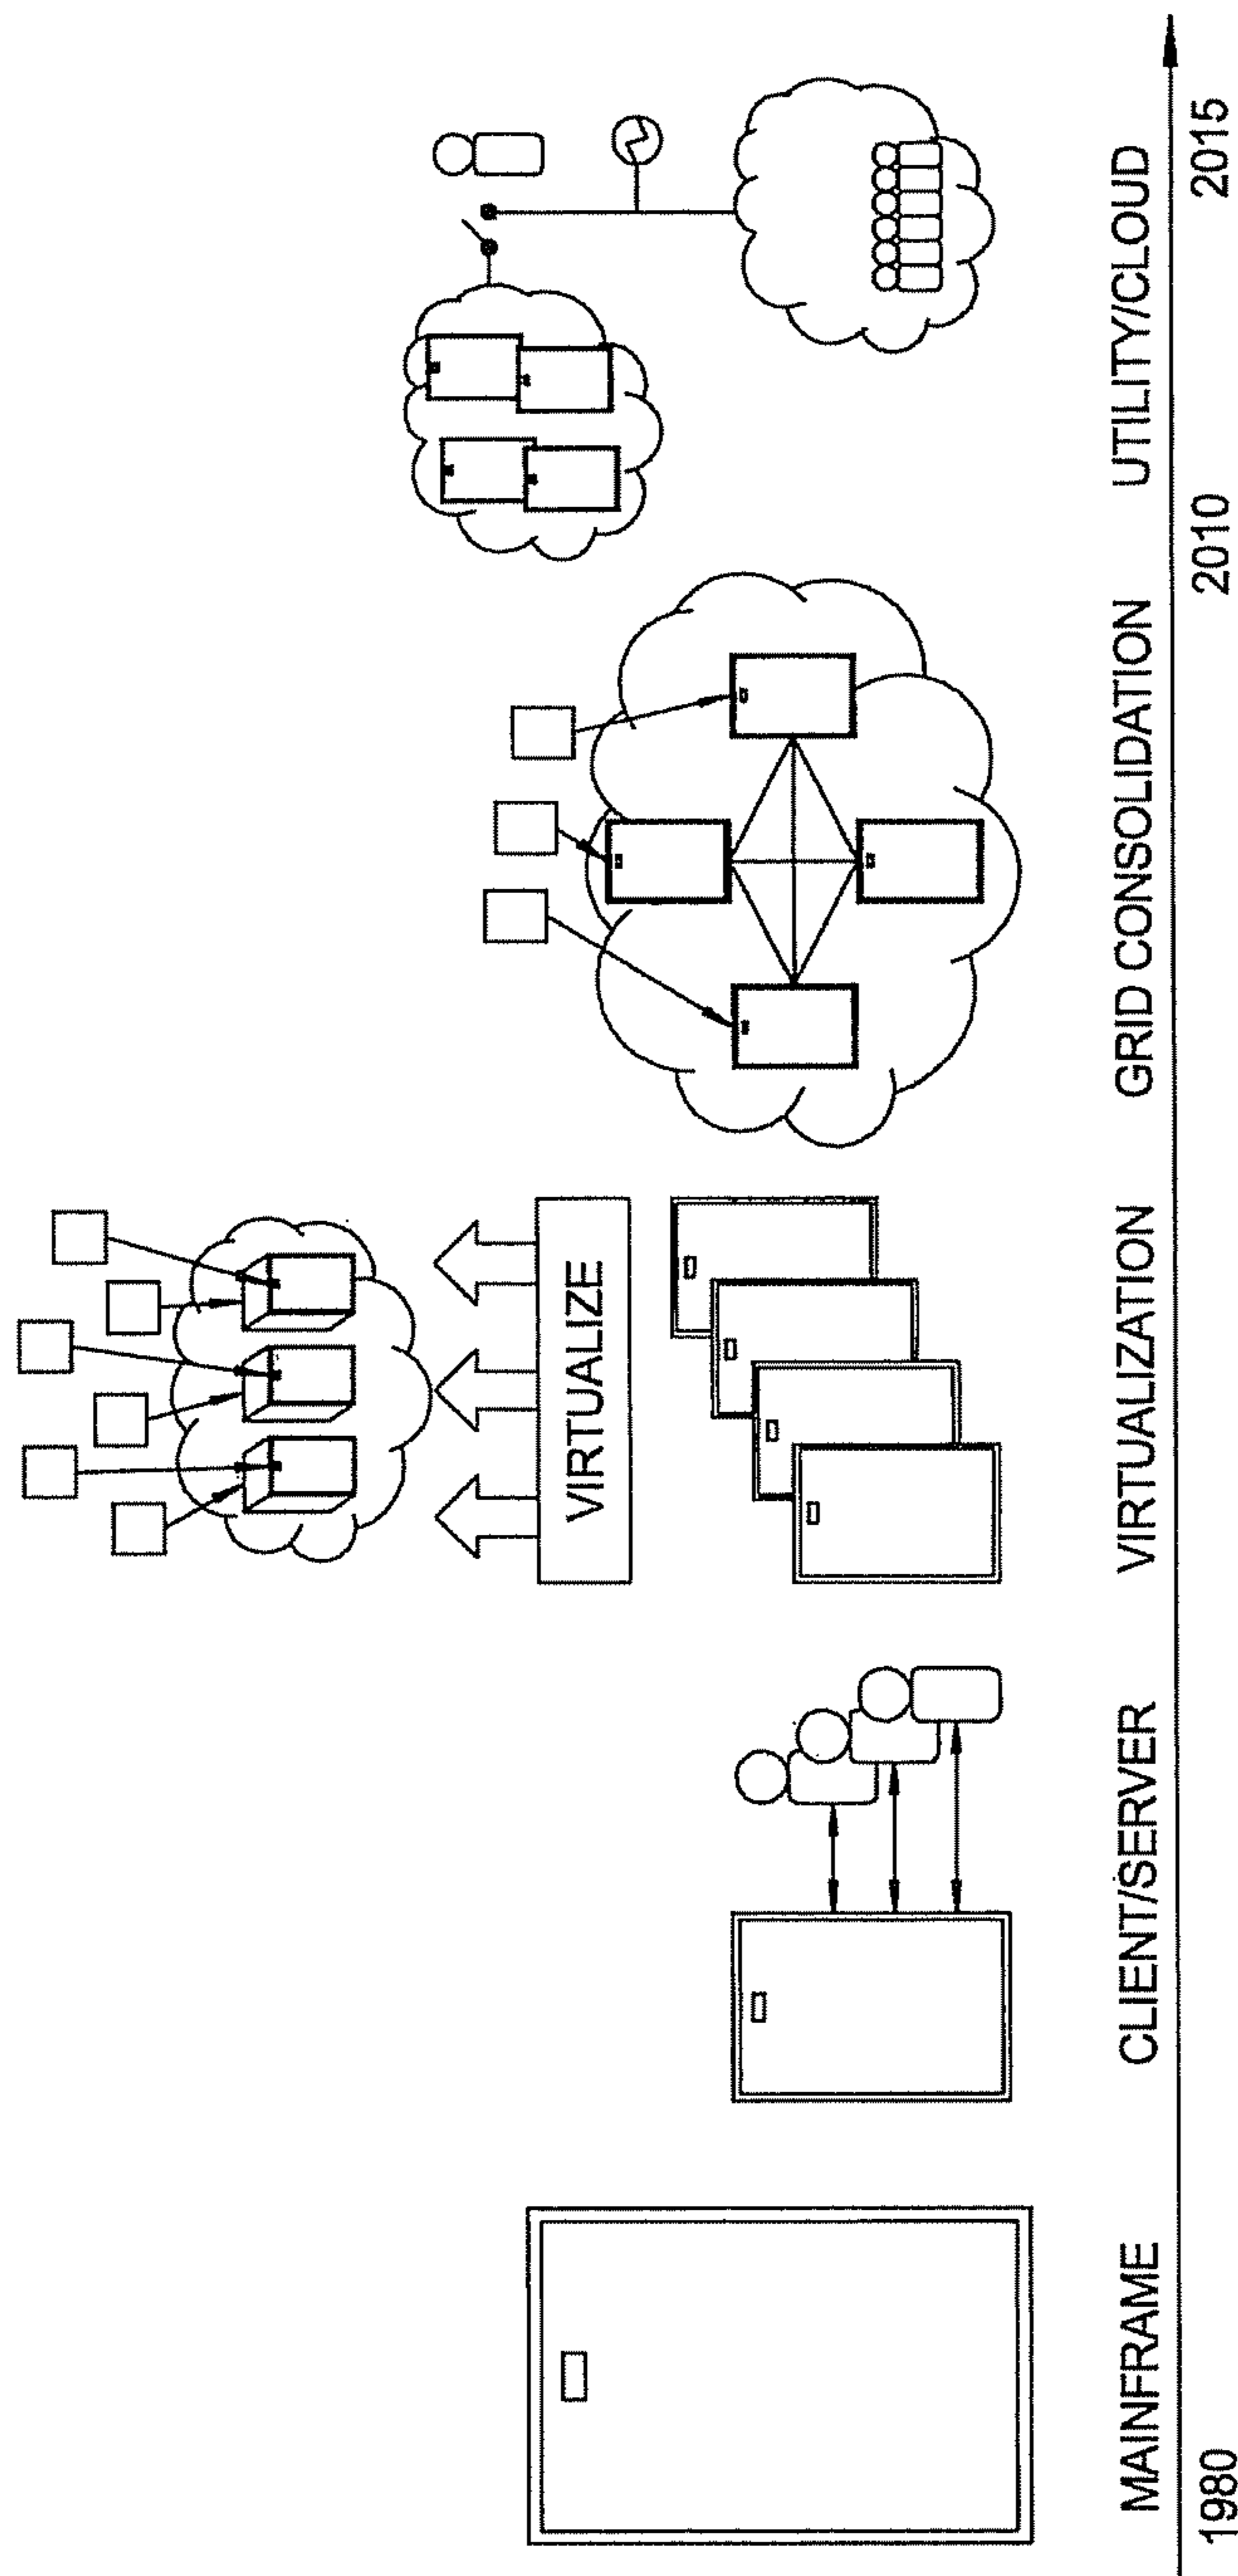 VIRTUALIZE
MAINFRAME
CLIENT/SERVER
VIRTUALIZATION
GRID CONSOLIDATION
UTILITY/CLOUD
1980
2010
2015